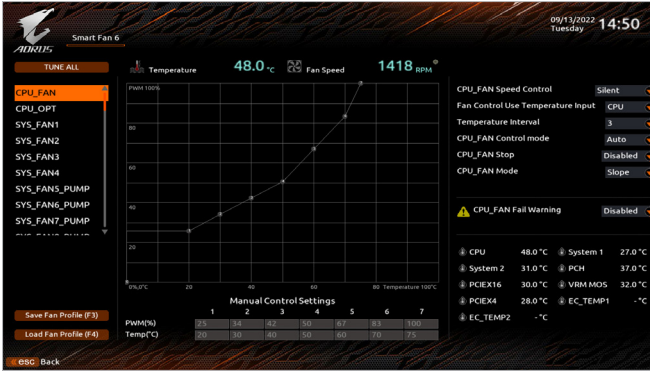 09/13/2022 14:50
Tuesday
AORUS
Smart Fan 6
TUNE ALL
Temperature 48.0 °C Fan Speed 1418 RPM
CPU_FAN
CPU_OPT
SYS_FAN1
SYS_FAN2
SYS_FAN3
SYS_FAN4
SYS_FAN5_PUMP
SYS_FAN6_PUMP
SYS_FAN7_PUMP
PWM 100%
80
60
40
20
0%,0°C 20 40 60 80 Temperature 100°C
Manual Control Settings
1 2 3 4 5 6 7
PWM(%) 25 34 42 50 67 83 100
Temp(°C) 20 30 40 50 60 70 75
CPU_FAN Speed Control Silent
Fan Control Use Temperature Input CPU
Temperature Interval 3
CPU_FAN Control mode Auto
CPU_FAN Stop Disabled
CPU_FAN Mode Slope
CPU_FAN Fail Warning Disabled
CPU 48.0 °C System 1 27.0 °C
System 2 31.0 °C PCH 37.0 °C
PCIEX16 30.0 °C VRM MOS 32.0 °C
PCIEX4 28.0 °C EC_TEMP1 - °C
EC_TEMP2 - °C
Save Fan Profile (F3)
Load Fan Profile (F4)
esc Back